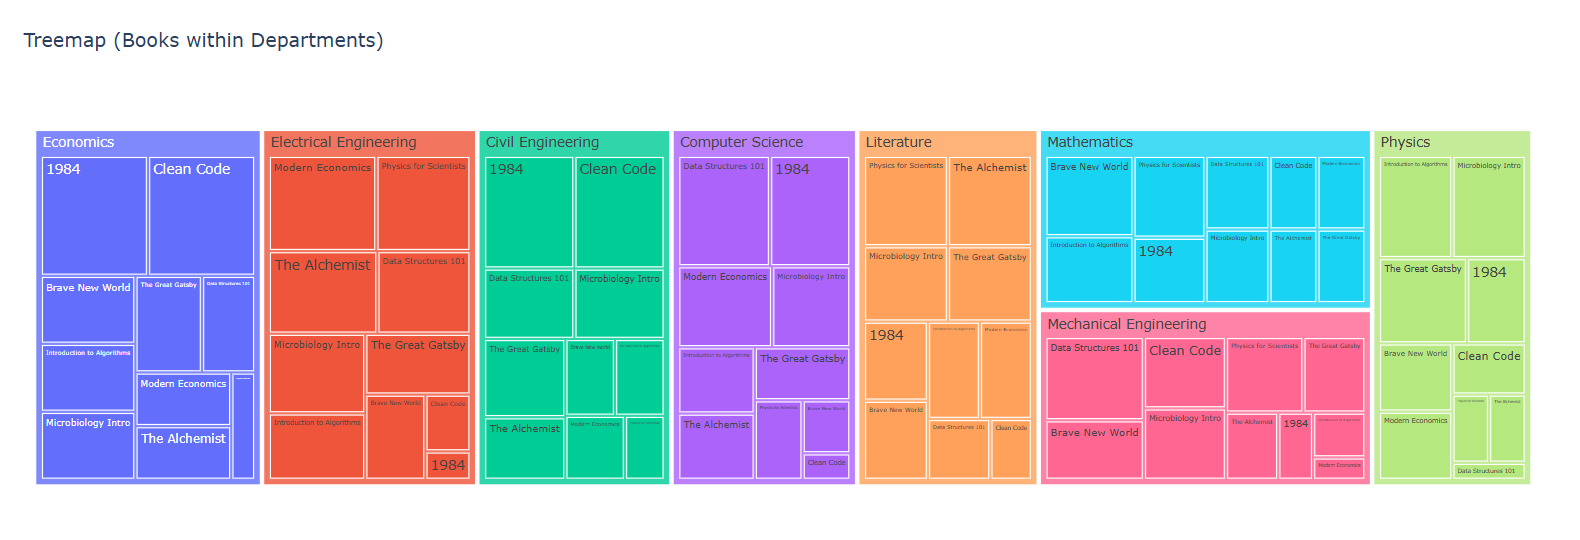 Treemap (Books within Departments)
Economics
1984
Clean Code
Brave New World
The Great Gatsby
Data Structures 101
Introduction to Algorithms
Modern Economics
Microbiology Intro
The Alchemist
Electrical Engineering
Modern Economics
Physics for Scientists
The Alchemist
Data Structures 101
Microbiology Intro
The Great Gatsby
Brave New World
Clean Code
Introduction to Algorithms
1984
Civil Engineering
1984
Clean Code
Data Structures 101
Microbiology Intro
The Great Gatsby
Brave New World
Introduction to Algorithms
The Alchemist
Modern Economics
Computer Science
Data Structures 101
1984
Modern Economics
Microbiology Intro
Introduction to Algorithms
The Great Gatsby
Physics for Scientists
Brave New World
The Alchemist
Clean Code
Literature
Physics for Scientists
The Alchemist
Microbiology Intro
The Great Gatsby
1984
Introduction to Algorithms
Modern Economics
Brave New World
Data Structures 101
Clean Code
Mathematics
Brave New World
Physics for Scientists
Data Structures 101
Clean Code
Modern Economics
Introduction to Algorithms
1984
Microbiology Intro
The Alchemist
The Great Gatsby
Mechanical Engineering
Data Structures 101
Clean Code
Physics for Scientists
The Great Gatsby
Brave New World
Microbiology Intro
The Alchemist
1984
Introduction to Algorithms
Modern Economics
Physics
Introduction to Algorithms
Microbiology Intro
The Great Gatsby
1984
Brave New World
Clean Code
The Alchemist
Modern Economics
Data Structures 101